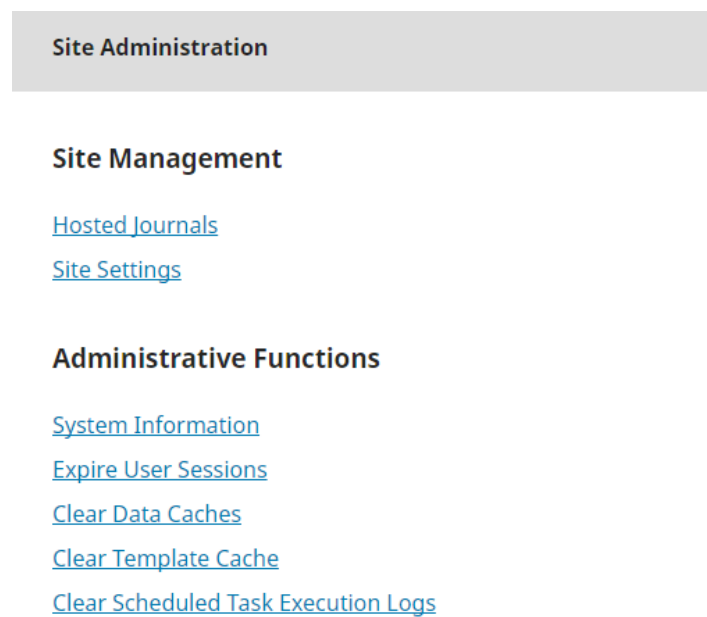 Site Administration
Site Management
Hosted Journals
Site Settings
Administrative Functions
System Information
Expire User Sessions
Clear Data Caches
Clear Template Cache
Clear Scheduled Task Execution Logs